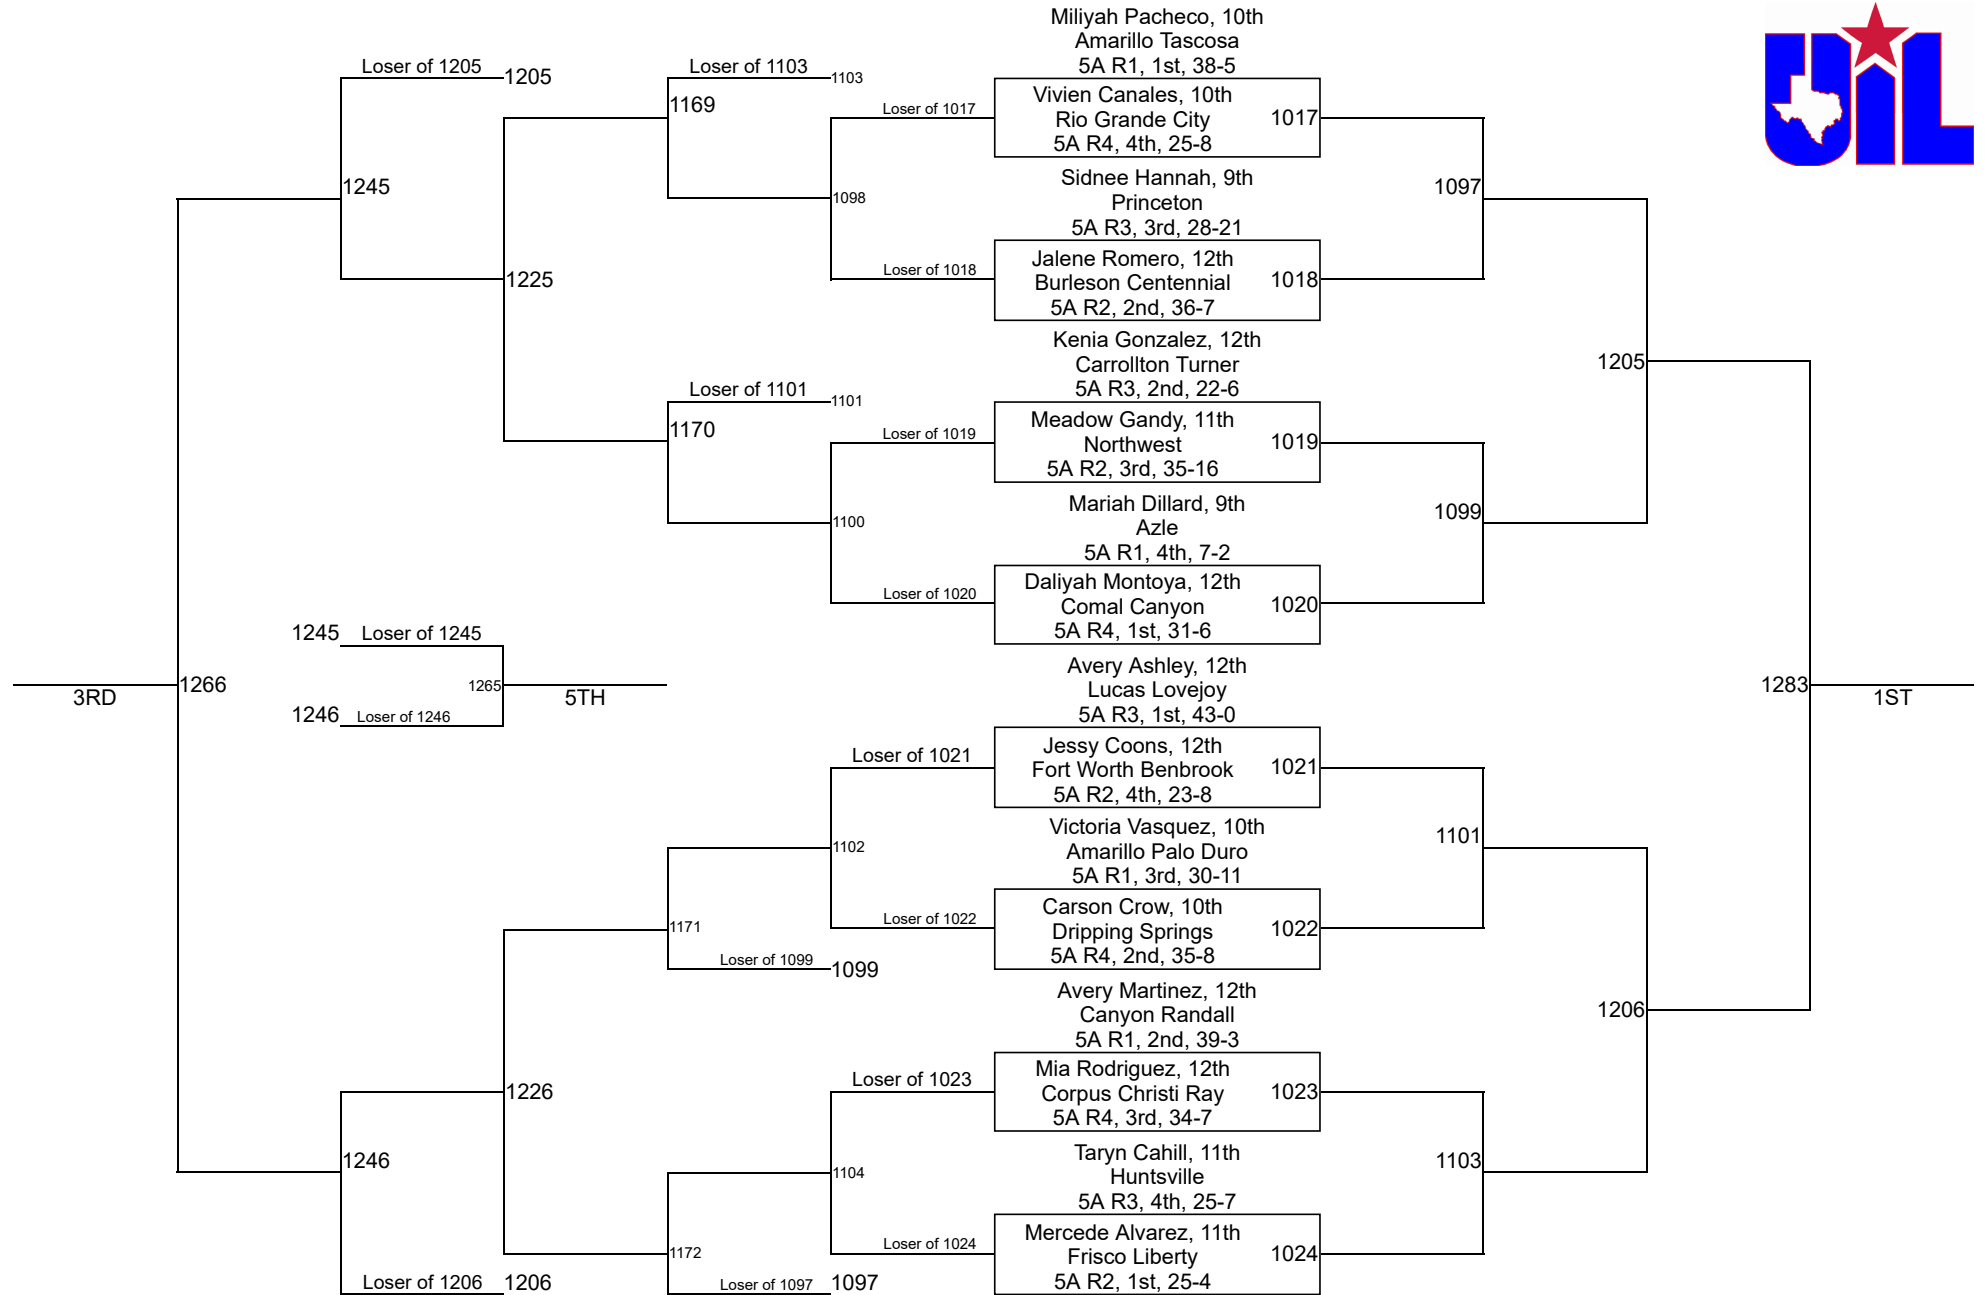 Miliyah Pacheco, 10th
Amarillo Tascosa
5A R1, 1st, 38-5
UIL
Loser of 1205
1205
Loser of 1103
1103
1169
Loser of 1017
Vivien Canales, 10th
Rio Grande City
5A R4, 4th, 25-8
1017
1245
1098
Sidnee Hannah, 9th
Princeton
5A R3, 3rd, 28-21
1097
1225
Loser of 1018
Jalene Romero, 12th
Burleson Centennial
5A R2, 2nd, 36-7
1018
Kenia Gonzalez, 12th
Carrollton Turner
5A R3, 2nd, 22-6
1205
Loser of 1101
1101
1170
Loser of 1019
Meadow Gandy, 11th
Northwest
5A R2, 3rd, 35-16
1019
1100
Mariah Dillard, 9th
Azle
5A R1, 4th, 7-2
1099
Loser of 1020
Daliyah Montoya, 12th
Comal Canyon
5A R4, 1st, 31-6
1020
1245
Loser of 1245
3RD
1266
1265
5TH
1246
Loser of 1246
Avery Ashley, 12th
Lucas Lovejoy
5A R3, 1st, 43-0
1283
1ST
Loser of 1021
Jessy Coons, 12th
Fort Worth Benbrook
5A R2, 4th, 23-8
1021
1102
Victoria Vasquez, 10th
Amarillo Palo Duro
5A R1, 3rd, 30-11
1101
1171
Loser of 1022
Carson Crow, 10th
Dripping Springs
5A R4, 2nd, 35-8
1022
Loser of 1099
1099
Avery Martinez, 12th
Canyon Randall
5A R1, 2nd, 39-3
1206
1226
Loser of 1023
Mia Rodriguez, 12th
Corpus Christi Ray
5A R4, 3rd, 34-7
1023
1246
1104
Taryn Cahill, 11th
Huntsville
5A R3, 4th, 25-7
1103
1172
Loser of 1024
Mercede Alvarez, 11th
Frisco Liberty
5A R2, 1st, 25-4
1024
Loser of 1206
1206
Loser of 1097
1097